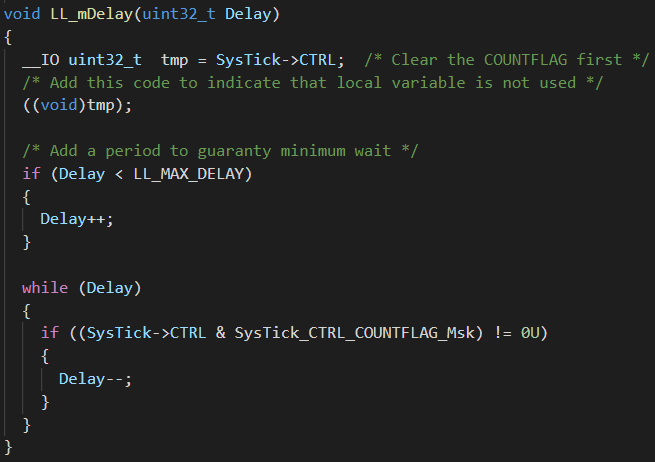 void LL_mDelay(uint32_t Delay)
{
  __IO uint32_t  tmp = SysTick->CTRL;  /* Clear the COUNTFLAG first */
  /* Add this code to indicate that local variable is not used */
  ((void)tmp);

  /* Add a period to guaranty minimum wait */
  if (Delay < LL_MAX_DELAY)
  {
    Delay++;
  }

  while (Delay)
  {
    if ((SysTick->CTRL & SysTick_CTRL_COUNTFLAG_Msk) != 0U)
    {
      Delay--;
    }
  }
}